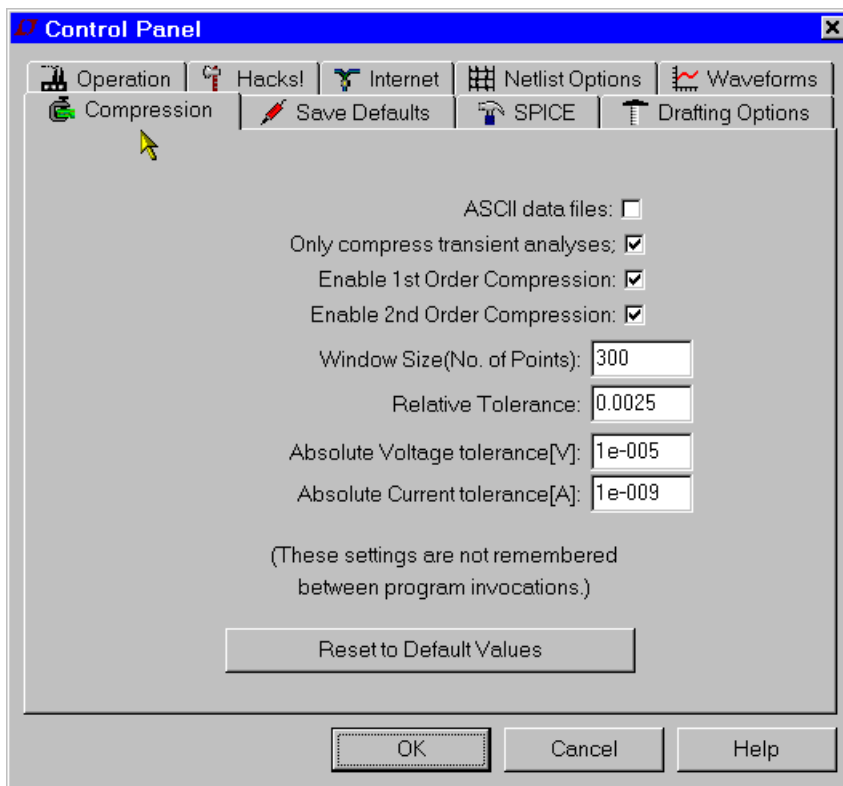 Control Panel
Operation Hacks! Internet Netlist Options Waveforms
Compression Save Defaults SPICE Drafting Options
ASCII data files:
Only compress transient analyses;
Enable 1st Order Compression:
Enable 2nd Order Compression:
Window Size(No. of Points): 300
Relative Tolerance: 0.0025
Absolute Voltage tolerance[V]: 1e-005
Absolute Current tolerance[A]: 1e-009
(These settings are not remembered
between program invocations.)
Reset to Default Values
OK Cancel Help